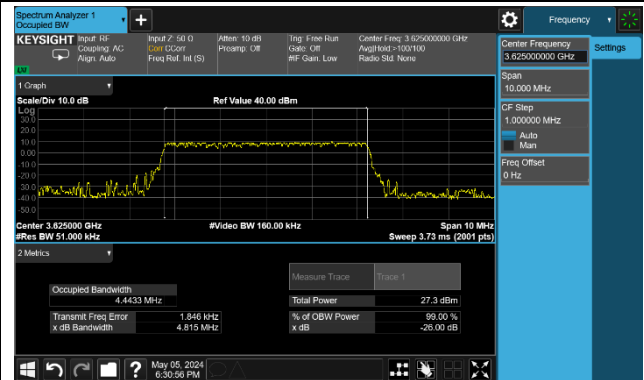 Spectrum Analyzer 1
Occupied BW
KEYSIGHT
Input: RF
Coupling: AC
Align: Auto
Input Z: 50 Ω
Corr CCorr
Freq Ref: Int (S)
Atten: 10 dB
Preamp: Off
Trig: Free Run
Gate: Off
#IF Gain: Low
Center Freq: 3.625000000 GHz
Avg|Hold:>100/100
Radio Std: None
1 Graph
Scale/Div 10.0 dB
Ref Value 40.00 dBm
Log
30.0
20.0
10.0
0.00
-10.0
-20.0
-30.0
-40.0
-50.0
Center 3.625000 GHz
#Video BW 160.00 kHz
Span 10 MHz
#Res BW 51.000 kHz
Sweep 3.73 ms (2001 pts)
2 Metrics
Measure Trace
Trace 1
Occupied Bandwidth
4.4433 MHz
Total Power
27.3 dBm
Transmit Freq Error
1.846 kHz
% of OBW Power
99.00 %
x dB Bandwidth
4.815 MHz
x dB
-26.00 dB
May 05, 2024
6:30:56 PM
Frequency
Settings
Center Frequency
3.625000000 GHz
Span
10.000 MHz
CF Step
1.000000 MHz
Auto
Man
Freq Offset
0 Hz